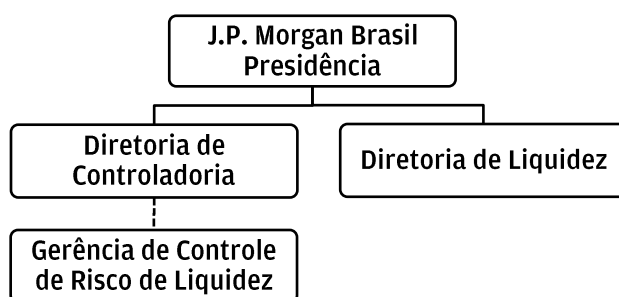 J.P. Morgan Brasil
Presidência
Diretoria de
Controladoria
Diretoria de Liquidez
Gerência de Controle
de Risco de Liquidez